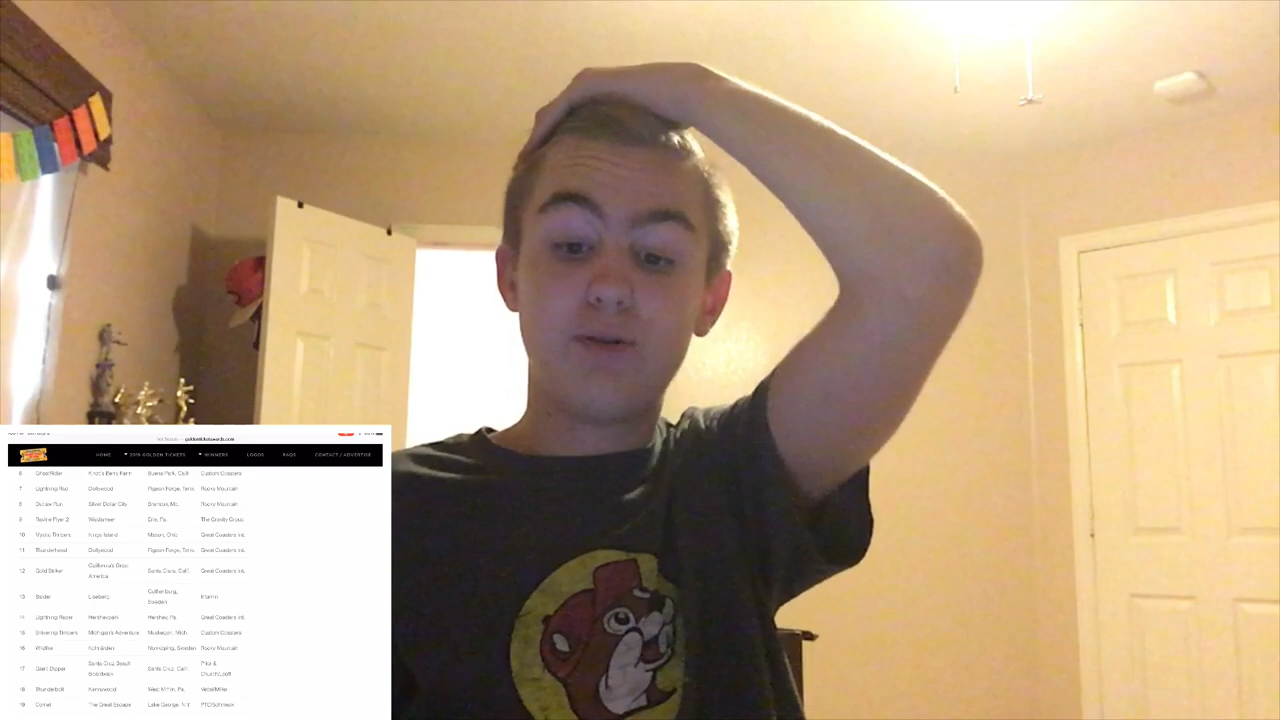 goldenticketawards.com
HOME 2019 GOLDEN TICKETS WINNERS LOGOS FAQS CONTACT / ADVERTISE
6 GhostRider Knott's Berry Farm Buena Park, Calif. Custom Coasters
7 Lightning Rod Dollywood Pigeon Forge, Tenn. Rocky Mountain
8 Outlaw Run Silver Dollar City Branson, Mo. Rocky Mountain
9 Ravine Flyer 2 Waldameer Erie, Pa. The Gravity Group
10 Mystic Timbers Kings Island Mason, Ohio Great Coasters Int.
11 Thunderhead Dollywood Pigeon Forge, Tenn. Great Coasters Int.
12 Gold Striker California's Great America Santa Clara, Calif. Great Coasters Int.
13 Balder Liseberg Gothenburg, Sweden Intamin
14 Lightning Racer Hersheypark Hershey, Pa. Great Coasters Int.
15 Shivering Timbers Michigan's Adventure Muskegon, Mich. Custom Coasters
16 Wildfire Kolmården Norrkoping, Sweden Rocky Mountain
17 Giant Dipper Santa Cruz Beach Boardwalk Santa Cruz, Calif. Prior & Church/Looff
18 Thunderbolt Kennywood West Mifflin, Pa. Vettel/Miller
19 Comet The Great Escape Lake George, N.Y. PTC/Schmeck